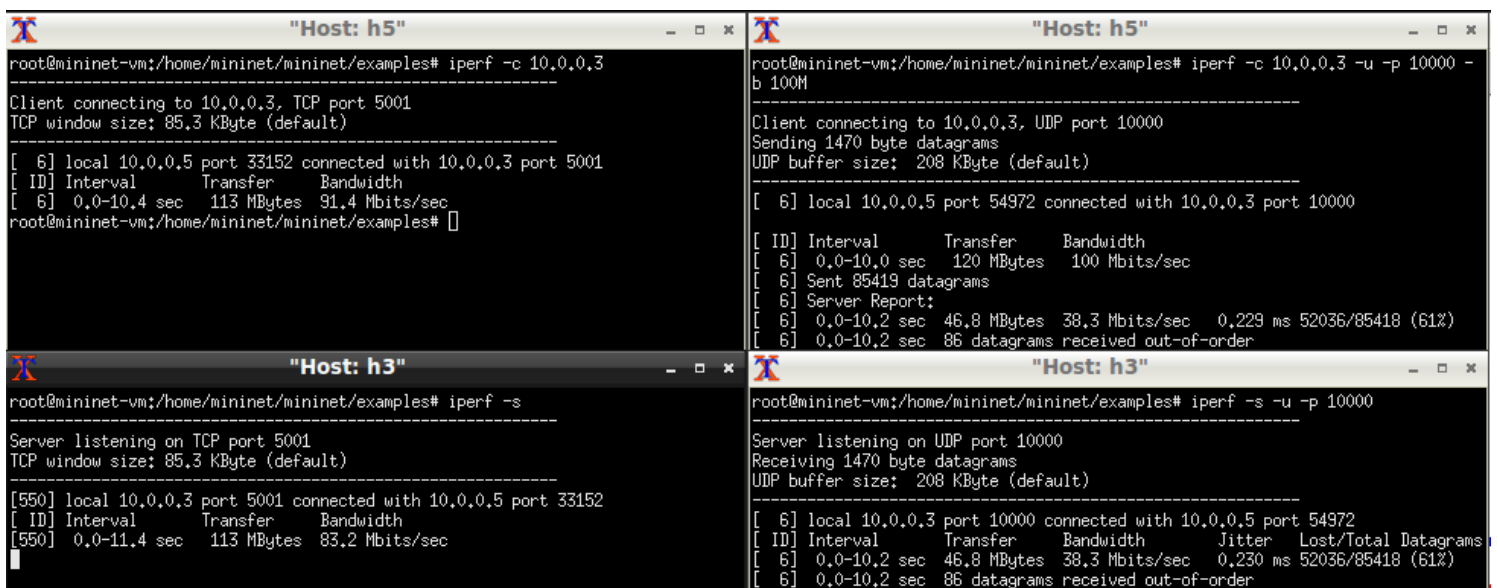 "Host: h5"
root@mininet-vm:/home/mininet/mininet/examples# iperf -c 10.0.0.3
------------------------------------------------------------
Client connecting to 10.0.0.3, TCP port 5001
TCP window size: 85.3 KByte (default)
------------------------------------------------------------
[  6] local 10.0.0.5 port 33152 connected with 10.0.0.3 port 5001
[ ID] Interval       Transfer     Bandwidth
[  6]  0.0-10.4 sec   113 MBytes  91.4 Mbits/sec
root@mininet-vm:/home/mininet/mininet/examples#
"Host: h5"
root@mininet-vm:/home/mininet/mininet/examples# iperf -c 10.0.0.3 -u -p 10000 -
b 100M
------------------------------------------------------------
Client connecting to 10.0.0.3, UDP port 10000
Sending 1470 byte datagrams
UDP buffer size:  208 KByte (default)
------------------------------------------------------------
[  6] local 10.0.0.5 port 54972 connected with 10.0.0.3 port 10000
[ ID] Interval       Transfer     Bandwidth
[  6]  0.0-10.0 sec   120 MBytes   100 Mbits/sec
[  6] Sent 85419 datagrams
[  6] Server Report:
[  6]  0.0-10.2 sec  46.8 MBytes  38.3 Mbits/sec   0.229 ms 52036/85418 (61%)
[  6]  0.0-10.2 sec  86 datagrams received out-of-order
"Host: h3"
root@mininet-vm:/home/mininet/mininet/examples# iperf -s
------------------------------------------------------------
Server listening on TCP port 5001
TCP window size: 85.3 KByte (default)
------------------------------------------------------------
[550] local 10.0.0.3 port 5001 connected with 10.0.0.5 port 33152
[ ID] Interval       Transfer     Bandwidth
[550]  0.0-11.4 sec   113 MBytes  83.2 Mbits/sec
"Host: h3"
root@mininet-vm:/home/mininet/mininet/examples# iperf -s -u -p 10000
------------------------------------------------------------
Server listening on UDP port 10000
Receiving 1470 byte datagrams
UDP buffer size:  208 KByte (default)
------------------------------------------------------------
[  6] local 10.0.0.3 port 10000 connected with 10.0.0.5 port 54972
[ ID] Interval       Transfer     Bandwidth        Jitter   Lost/Total Datagrams
[  6]  0.0-10.2 sec  46.8 MBytes  38.3 Mbits/sec   0.230 ms 52036/85418 (61%)
[  6]  0.0-10.2 sec  86 datagrams received out-of-order